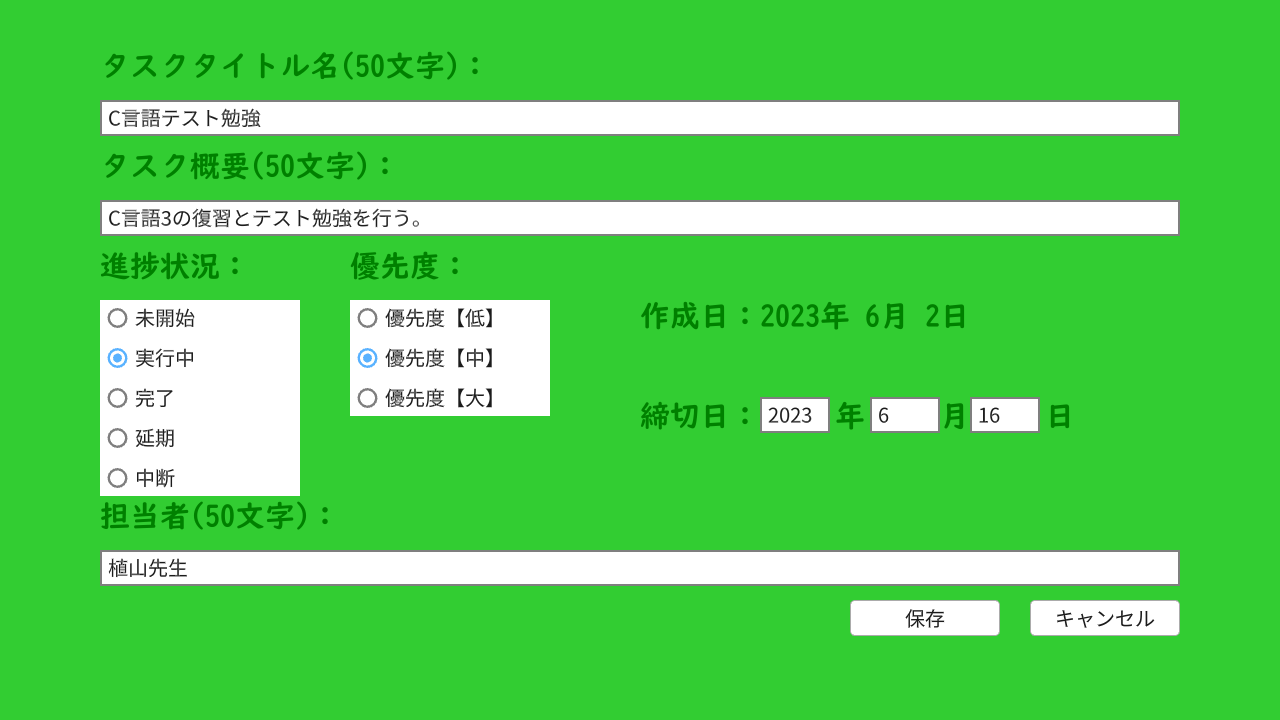 タスクタイトル名(50文字)：
C言語テスト勉強
タスク概要(50文字)：
C言語3の復習とテスト勉強を行う。
進捗状況：
未開始
実行中
完了
延期
中断
優先度：
優先度【低】
優先度【中】
優先度【大】
作成日：2023年 6月 2日
締切日：2023 年 6 月 16 日
担当者(50文字)：
植山先生
保存
キャンセル